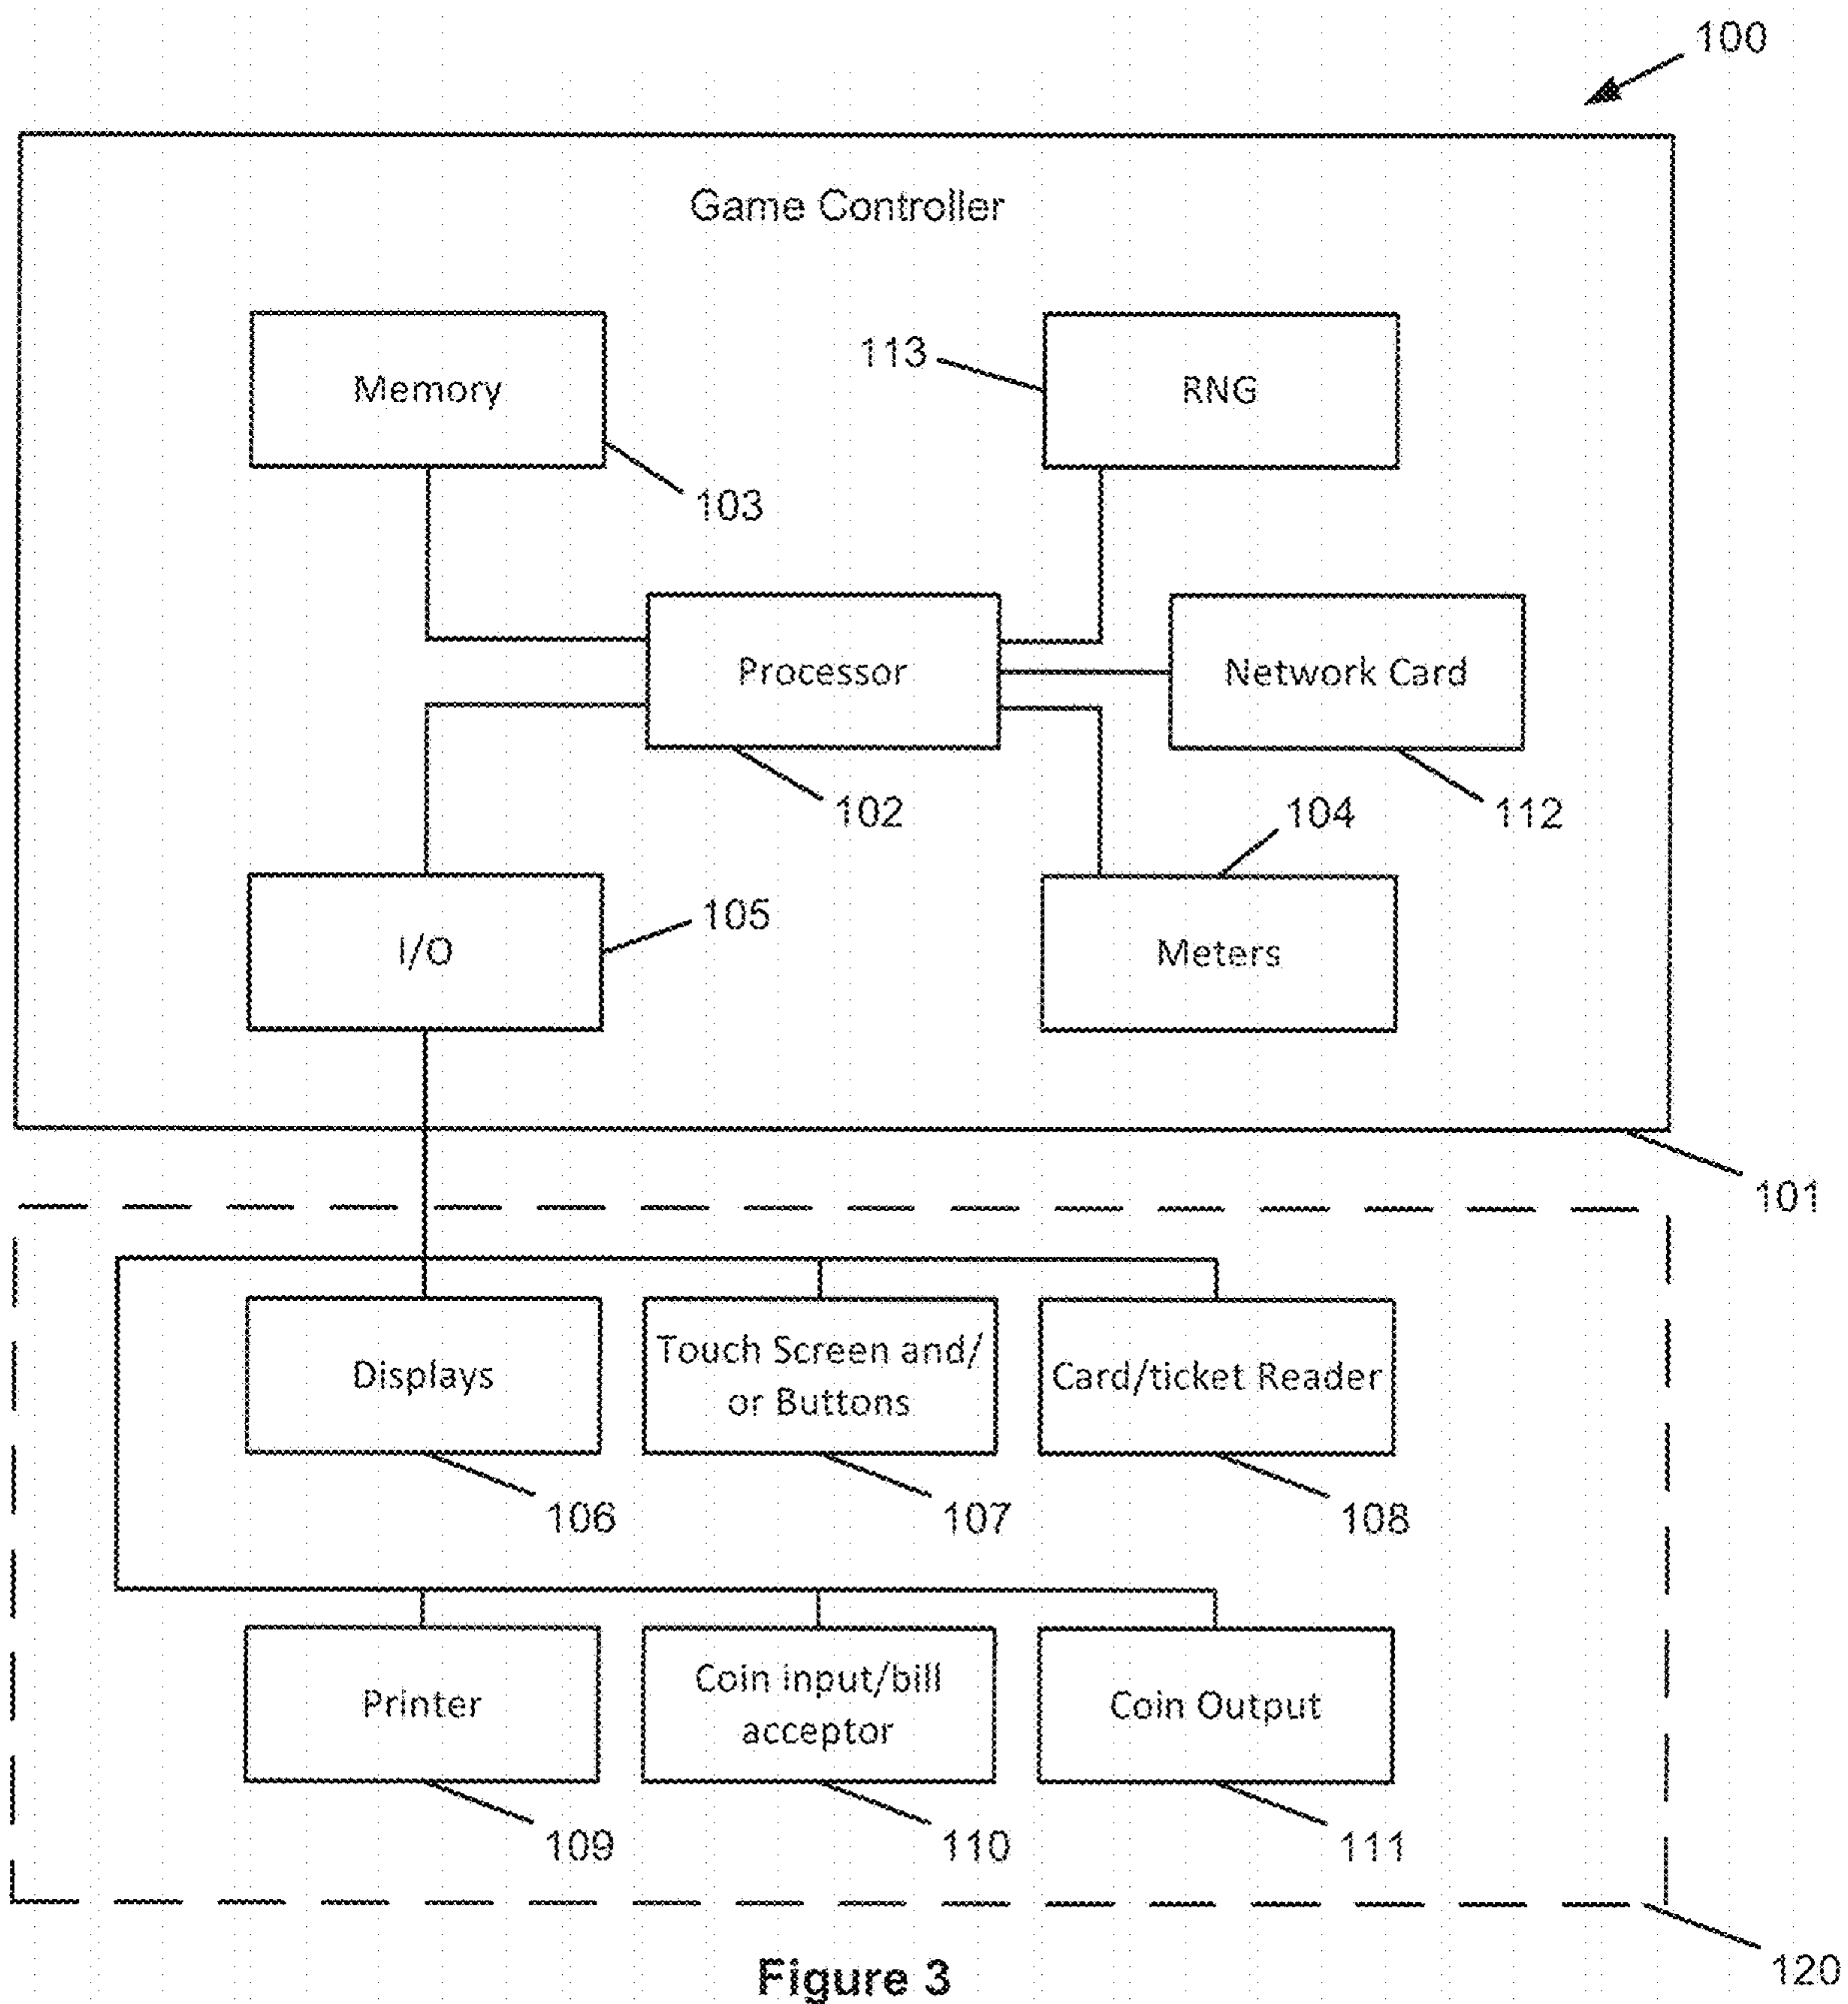 100
Game Controller
Memory
113
RNG
103
Processor
Network Card
102
104
112
I/O
105
Meters
101
Displays
Touch Screen and/
or Buttons
Card/ticket Reader
106
107
108
Printer
Coin input/bill
acceptor
Coin Output
109
110
111
120
Figure 3